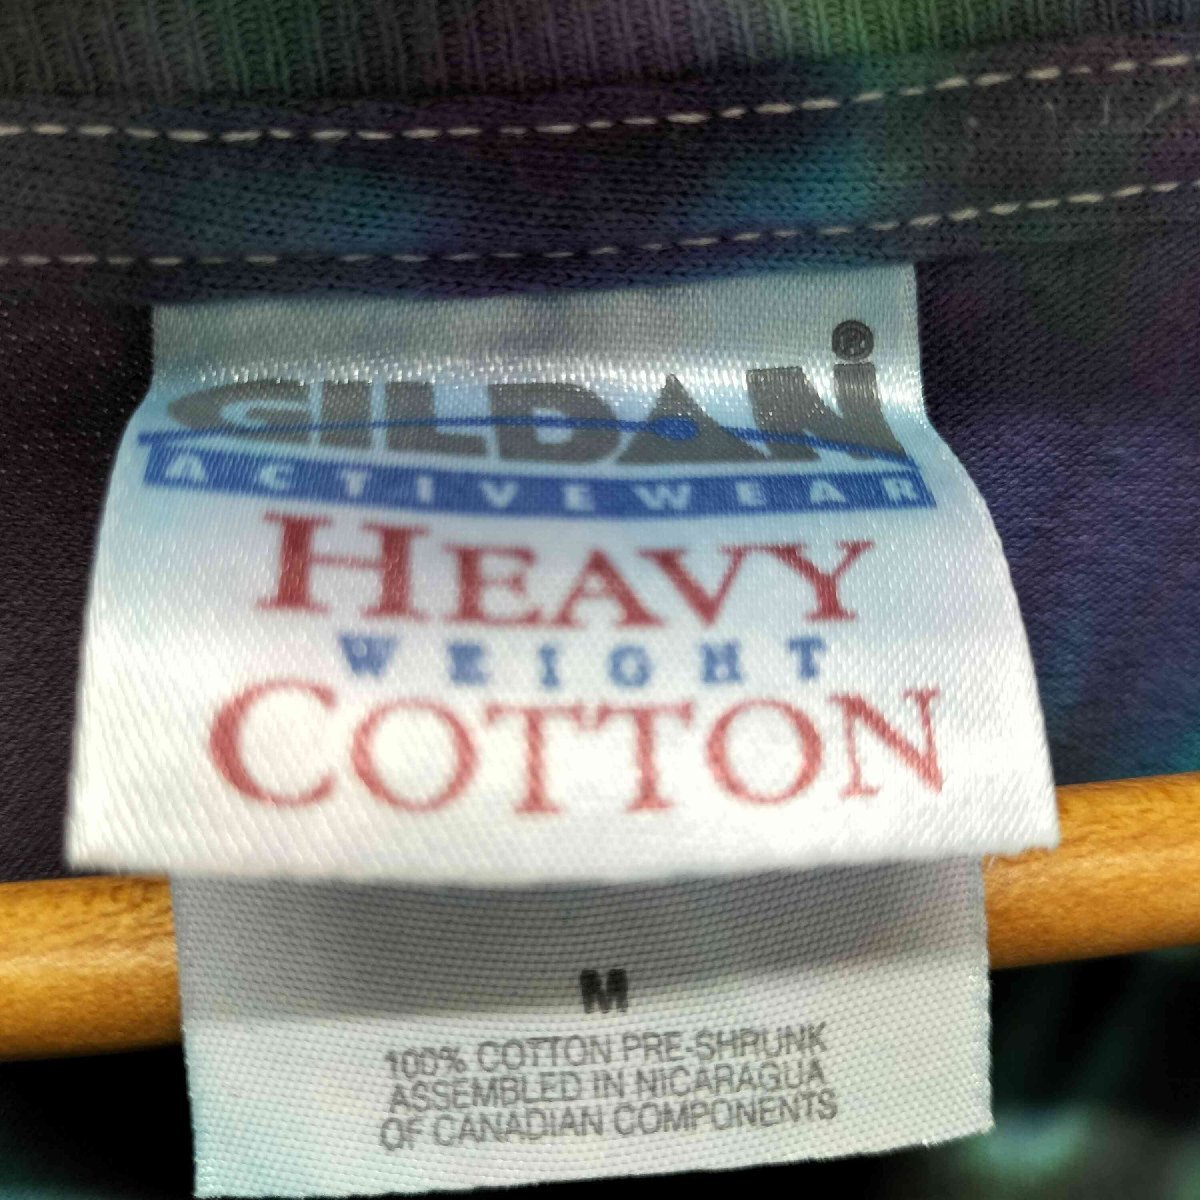 GILDAN®
ACTIVEWEAR
HEAVY
WEIGHT
COTTON
M
100% COTTON PRE-SHRUNK
ASSEMBLED IN NICARAGUA
OF CANADIAN COMPONENTS